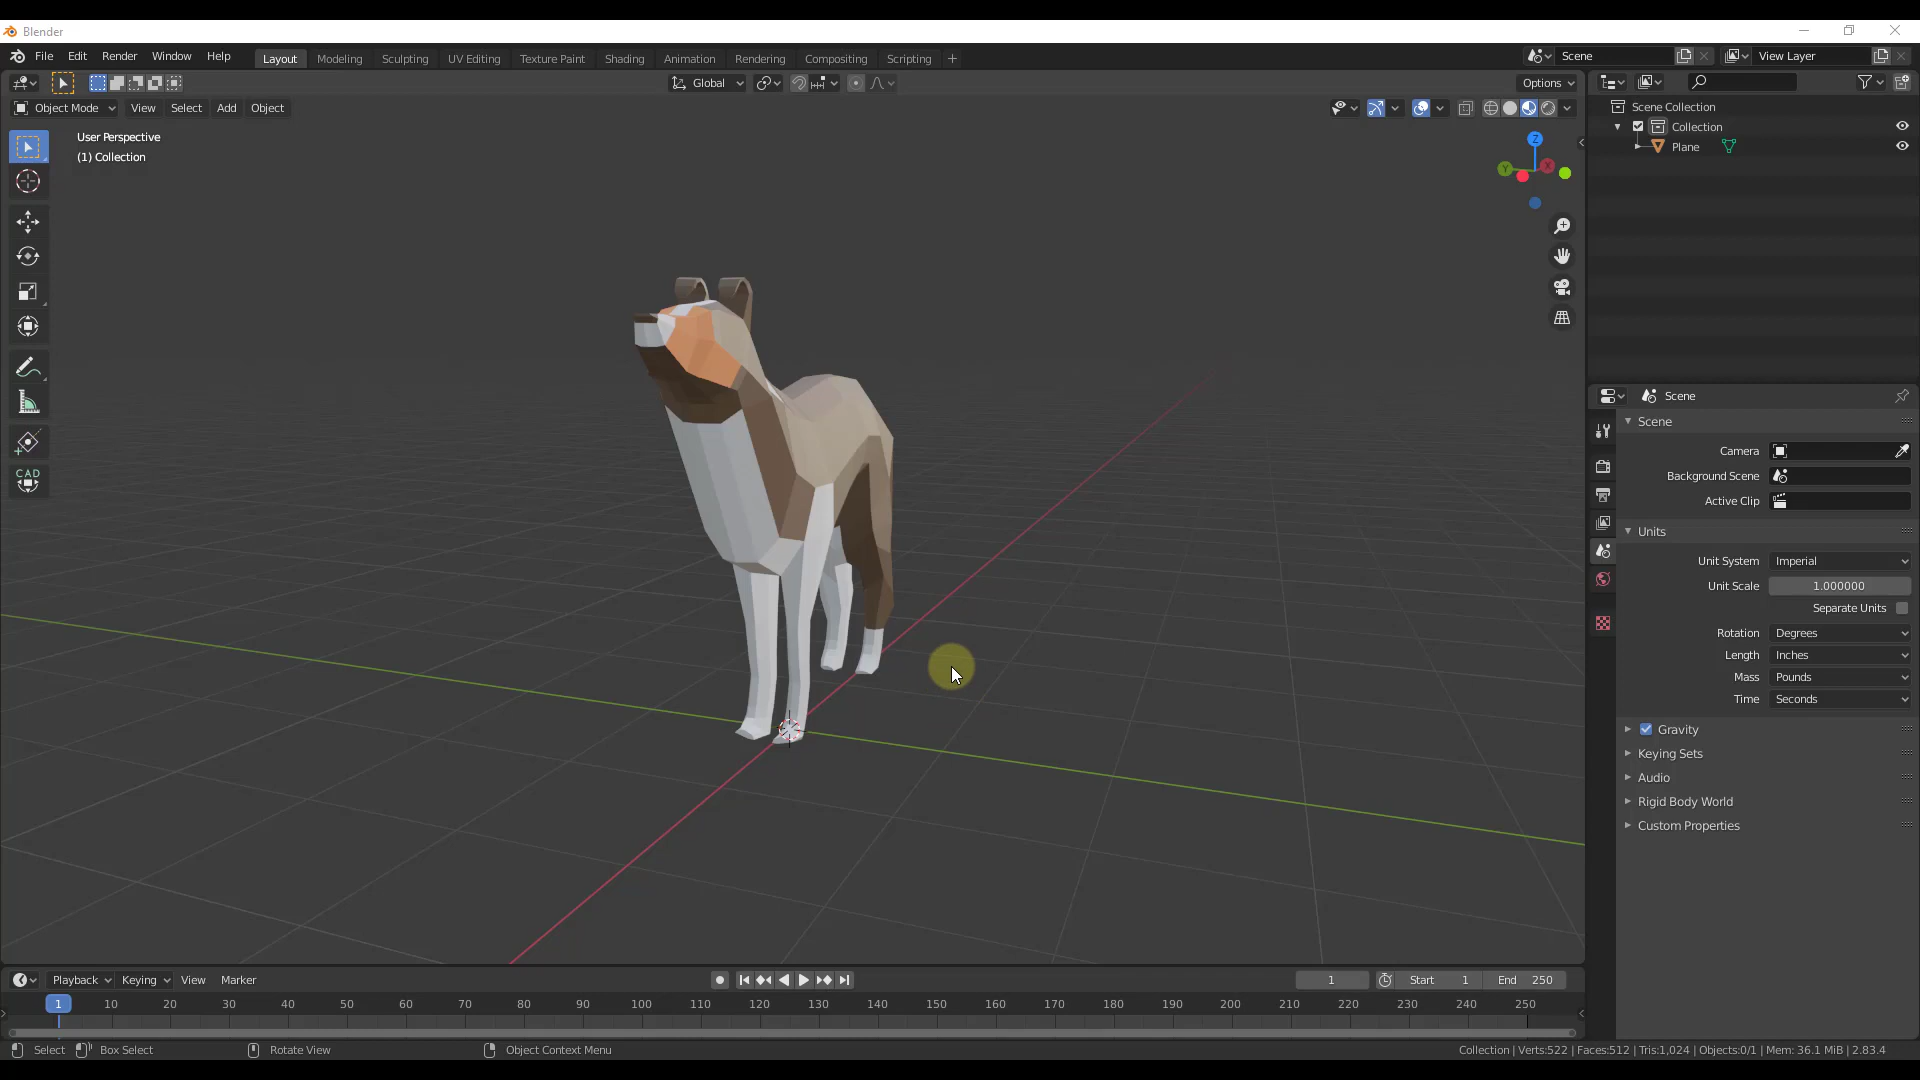 Blender
File Edit Render Window Help Layout Modeling Sculpting UV Editing Texture Paint Shading Animation Rendering Compositing Scripting + Scene View Layer
Global Options
Object Mode View Select Add Object
User Perspective
(1) Collection
Z
Y X
CAD
Scene Collection
Collection
Plane
Scene
Scene
Camera
Background Scene
Active Clip
Units
Unit System Imperial
Unit Scale 1.000000
Separate Units
Rotation Degrees
Length Inches
Mass Pounds
Time Seconds
Gravity
Keying Sets
Audio
Rigid Body World
Custom Properties
Playback Keying View Marker 1 Start 1 End 250
1 10 20 30 40 50 60 70 80 90 100 110 120 130 140 150 160 170 180 190 200 210 220 230 240 250
Select Box Select Rotate View Object Context Menu Collection | Verts:522 | Faces:512 | Tris:1,024 | Objects:0/1 | Mem: 36.1 MiB | 2.83.4